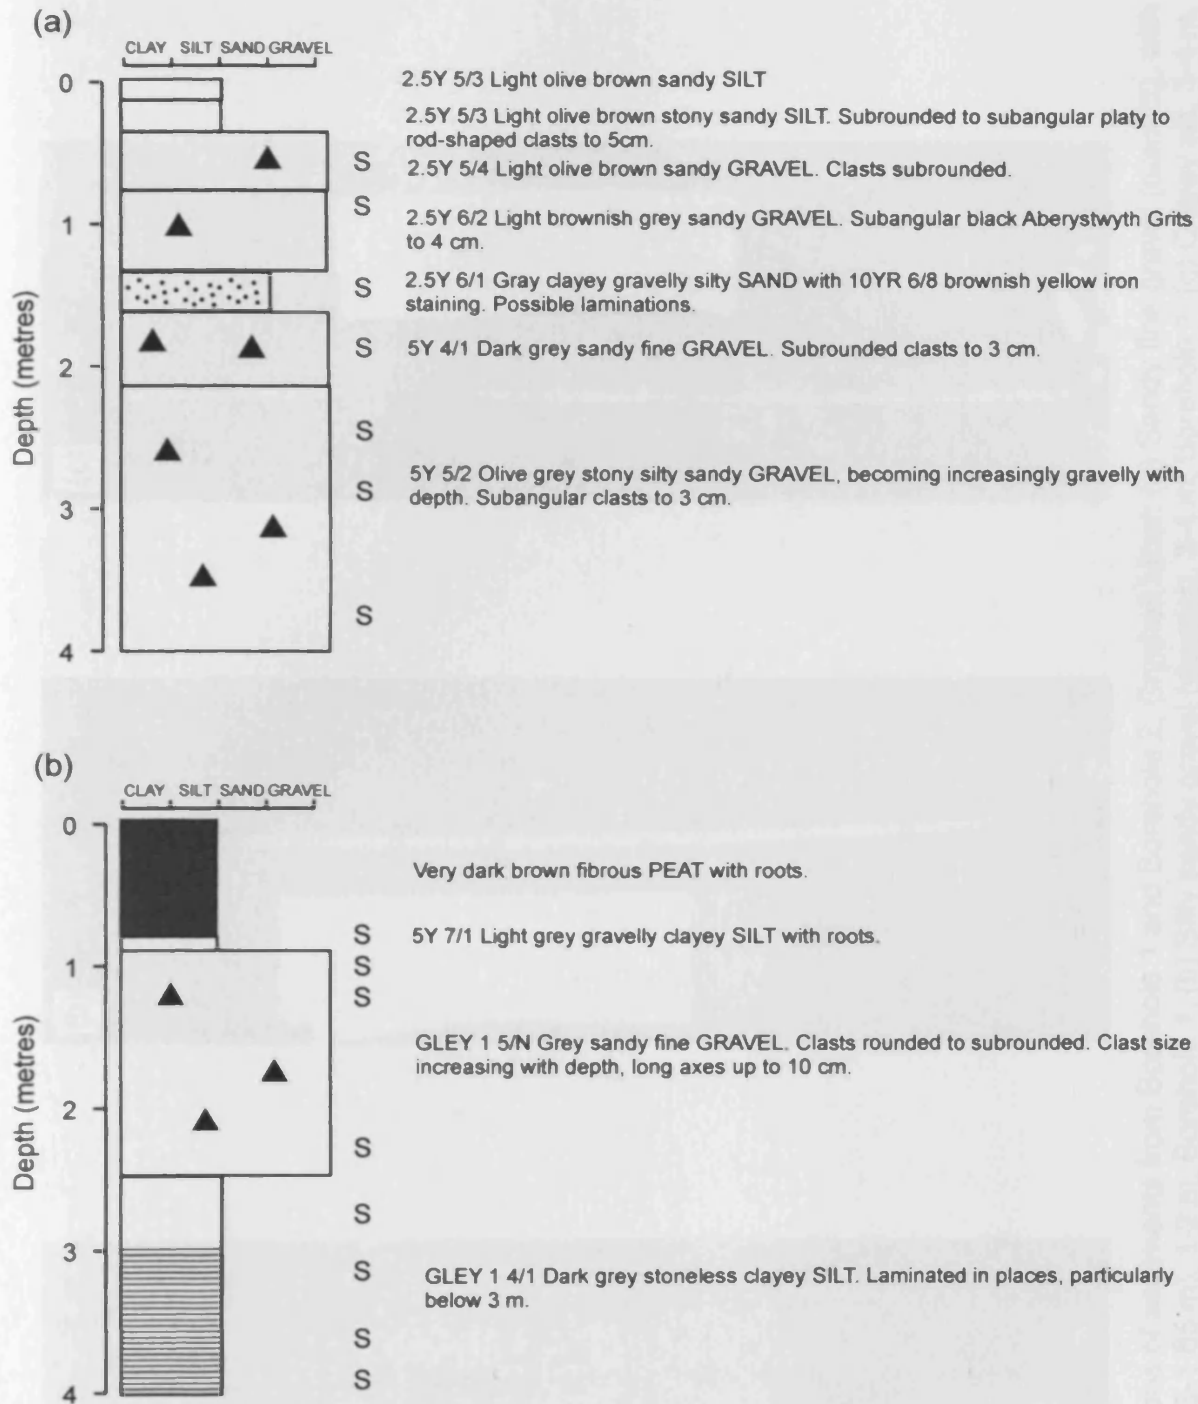 (a)
CLAY SILT SAND GRAVEL
0
2.5Y 5/3 Light olive brown sandy SILT
2.5Y 5/3 Light olive brown stony sandy SILT. Subrounded to subangular platy to
rod-shaped clasts to 5cm.
S
2.5Y 5/4 Light olive brown sandy GRAVEL. Clasts subrounded.
S
1
2.5Y 6/2 Light brownish grey sandy GRAVEL. Subangular black Aberystwyth Grits
to 4 cm.
S
2.5Y 6/1 Gray clayey gravelly silty SAND with 10YR 6/8 brownish yellow iron
staining. Possible laminations.
S
5Y 4/1 Dark grey sandy fine GRAVEL. Subrounded clasts to 3 cm.
2
Depth (metres)
S
5Y 5/2 Olive grey stony silty sandy GRAVEL, becoming increasingly gravelly with
depth. Subangular clasts to 3 cm.
S
3
S
4
(b)
CLAY SILT SAND GRAVEL
0
Very dark brown fibrous PEAT with roots.
S
5Y 7/1 Light grey gravelly clayey SILT with roots.
1
S
S
GLEY 1 5/N Grey sandy fine GRAVEL. Clasts rounded to subrounded. Clast size
increasing with depth, long axes up to 10 cm.
2
Depth (metres)
S
S
3
S
GLEY 1 4/1 Dark grey stoneless clayey SILT. Laminated in places, particularly
below 3 m.
S
S
4